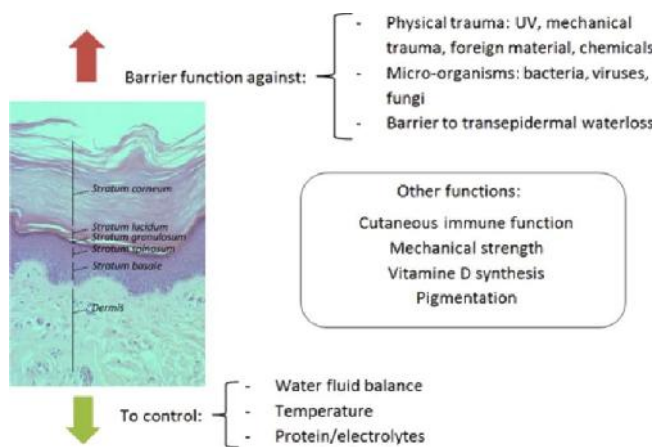 - Physical trauma: UV, mechanical
trauma, foreign material, chemicals
Barrier function against:
- Micro-organisms: bacteria, viruses,
fungi
- Barrier to transepidermal waterloss
Stratum corneum
Stratum lucidum
Stratum granulosum
Stratum spinosum
Stratum basale
Dermis
Other functions:
Cutaneous immune function
Mechanical strength
Vitamine D synthesis
Pigmentation
To control:
- Water fluid balance
- Temperature
- Protein/electrolytes